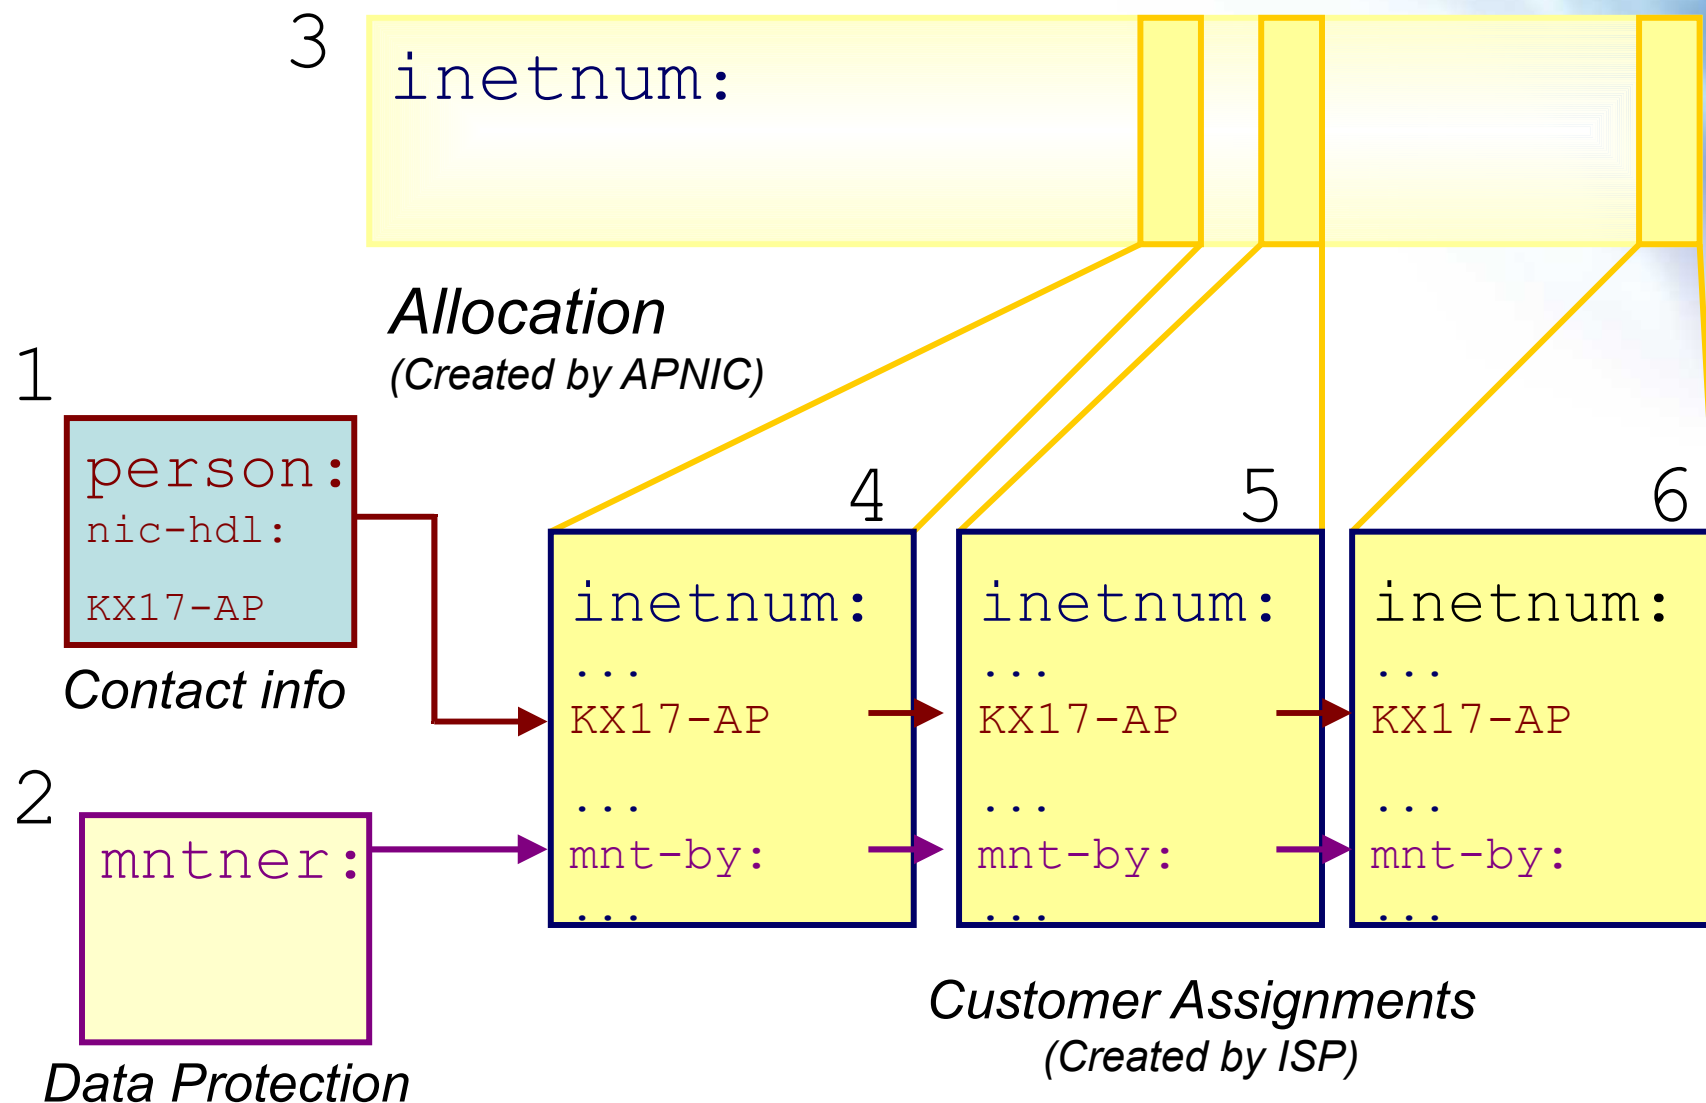 3
inetnum:
Allocation
(Created by APNIC)
1
person:
nic-hdl:
KX17-AP
Contact info
2
mntner:
Data Protection
4
inetnum:
...
KX17-AP
...
mnt-by:
...
5
inetnum:
...
KX17-AP
...
mnt-by:
...
6
inetnum:
...
KX17-AP
...
mnt-by:
...
Customer Assignments
(Created by ISP)